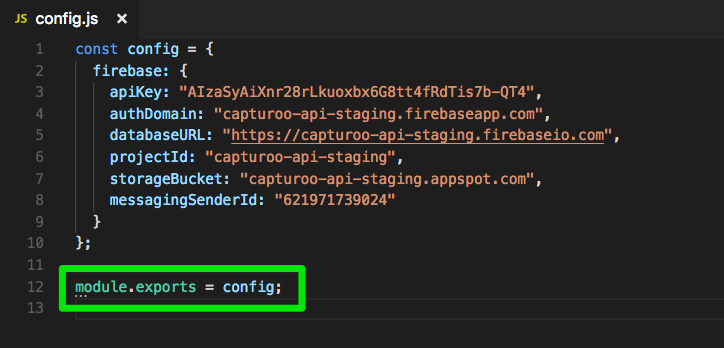 JS config.js ×
1 const config = {
2 firebase: {
3 apiKey: "AIzaSyAiXnr28rLkuoxbx6G8tt4fRdTis7b-QT4",
4 authDomain: "capturoo-api-staging.firebaseapp.com",
5 databaseURL: "https://capturoo-api-staging.firebaseio.com",
6 projectId: "capturoo-api-staging",
7 storageBucket: "capturoo-api-staging.appspot.com",
8 messagingSenderId: "621971739024"
9 }
10 };
11
12 module.exports = config;
13